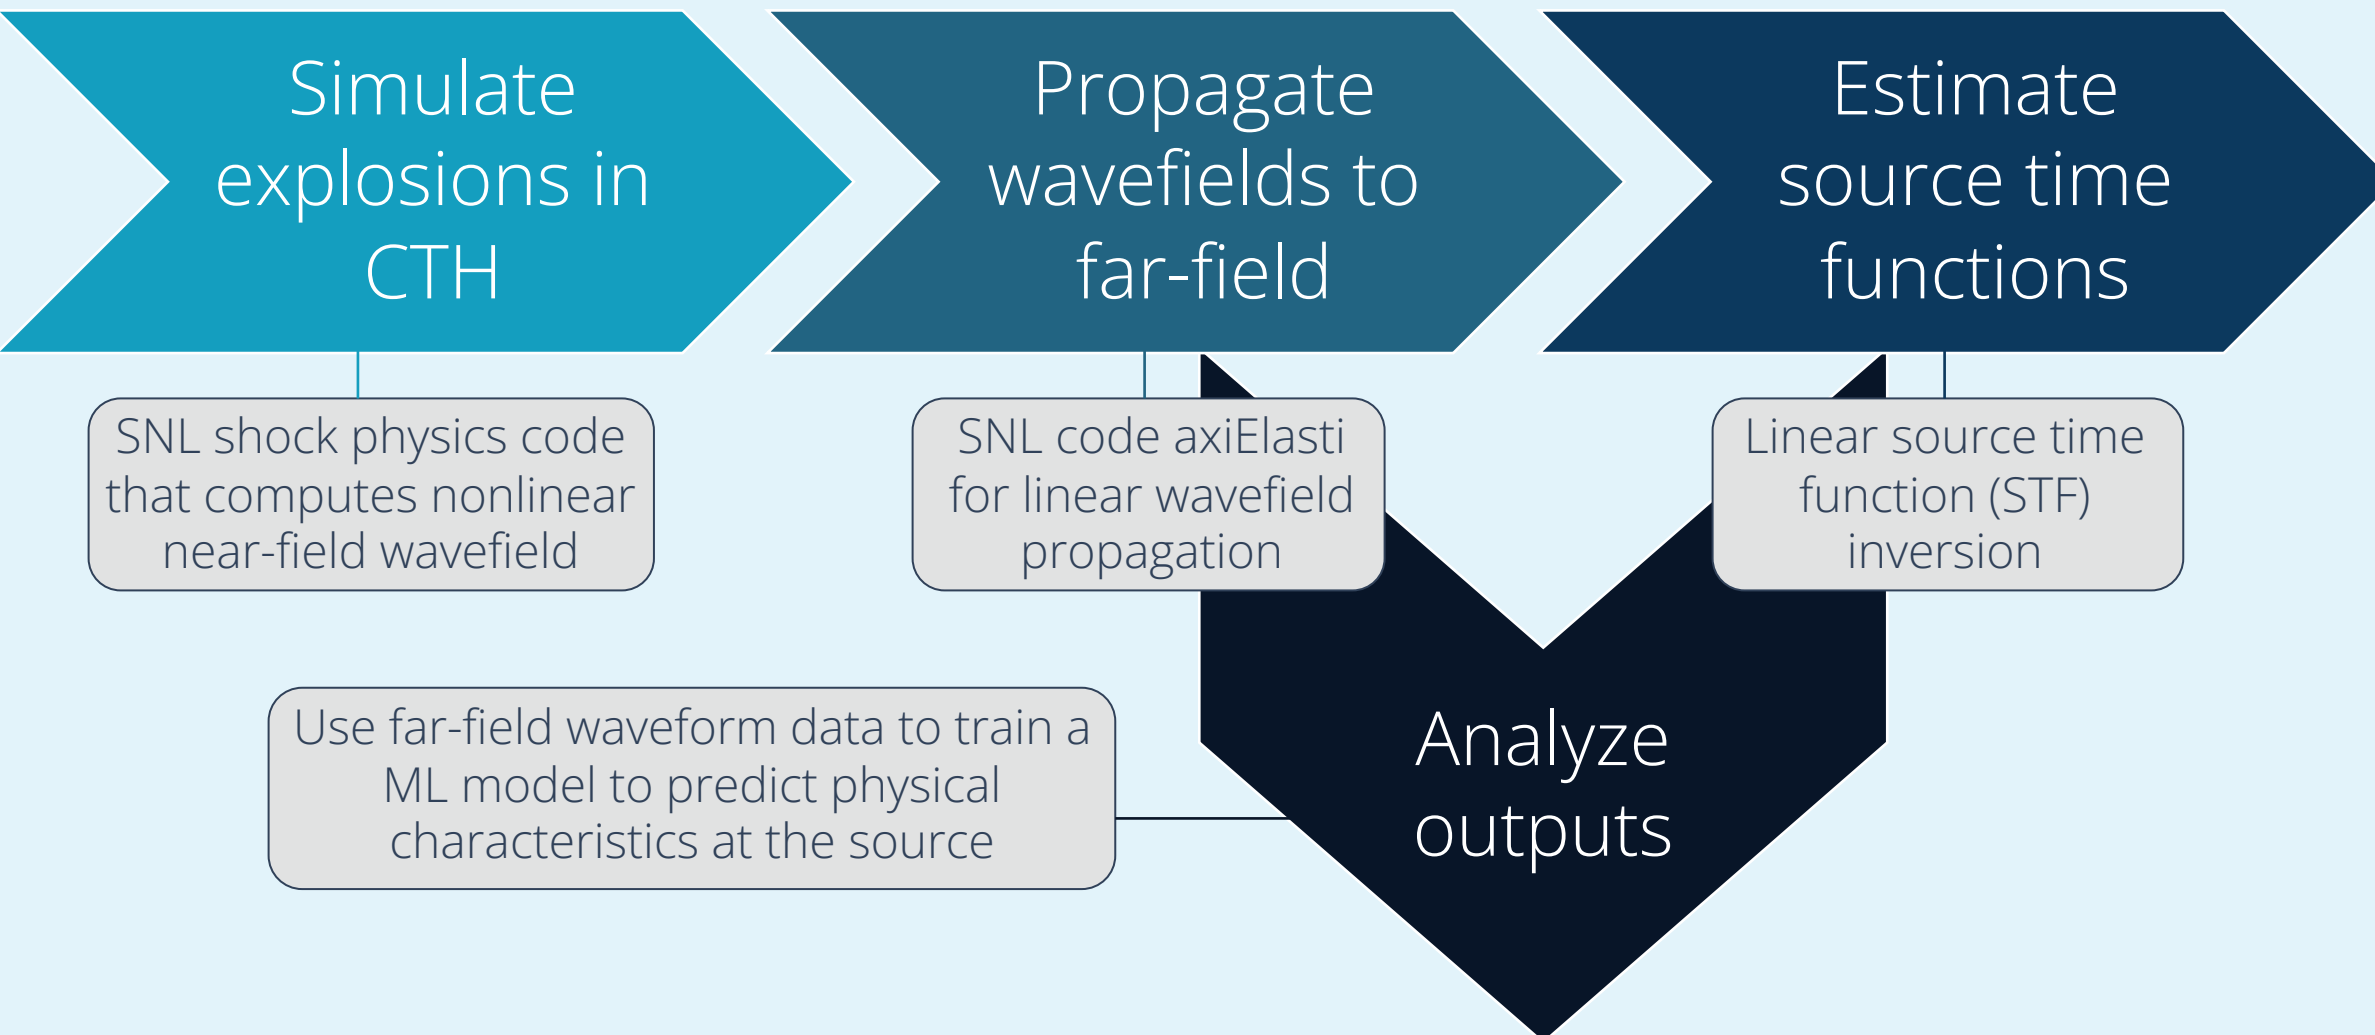 Simulate
explosions in
CTH
Propagate
wavefields to
far-field
Estimate
source time
functions
SNL shock physics code
that computes nonlinear
near-field wavefield
SNL code axiElasti
for linear wavefield
propagation
Linear source time
function (STF)
inversion
Use far-field waveform data to train a
ML model to predict physical
characteristics at the source
Analyze
outputs